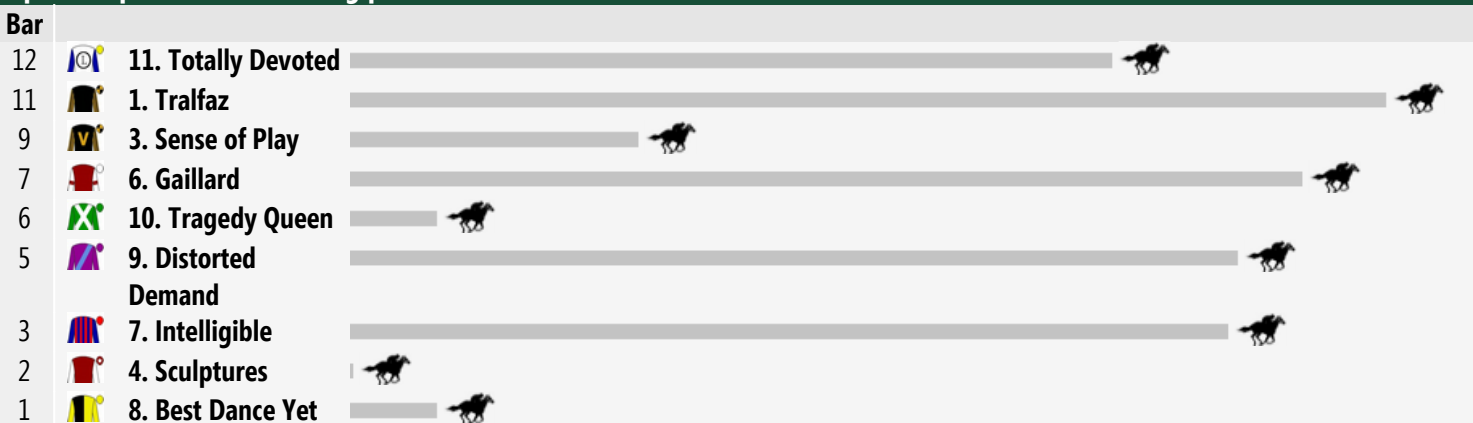 Bar
12 11. Totally Devoted
11 1. Tralfaz
9 V 3. Sense of Play
7 6. Gaillard
6 10. Tragedy Queen
5 9. Distorted
Demand
3 7. Intelligible
2 4. Sculptures
1 8. Best Dance Yet